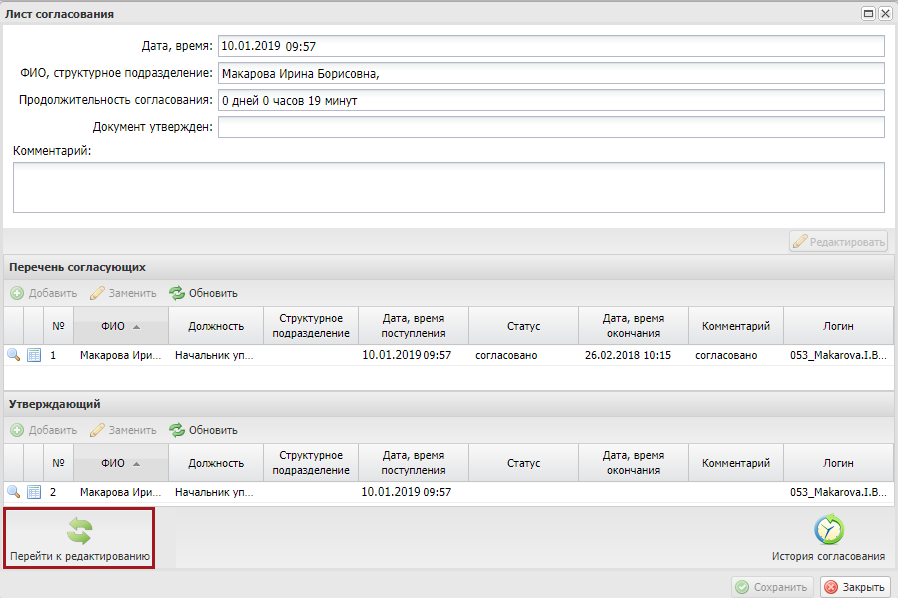 Лист согласования
Дата, время: 10.01.2019 09:57
ФИО, структурное подразделение: Макарова Ирина Борисовна,
Продолжительность согласования: 0 дней 0 часов 19 минут
Документ утвержден:
Комментарий:
Редактировать
Перечень согласующих
Добавить Заменить Обновить
№ ФИО Должность Структурное подразделение Дата, время поступления Статус Дата, время окончания Комментарий Логин
1 Макарова Ири... Начальник уп... 10.01.2019 09:57 согласовано 26.02.2018 10:15 согласовано 053_Makarova.I.B...
Утверждающий
Добавить Заменить Обновить
№ ФИО Должность Структурное подразделение Дата, время поступления Статус Дата, время окончания Комментарий Логин
2 Макарова Ири... Начальник уп... 10.01.2019 09:57 053_Makarova.I.B...
Перейти к редактированию История согласования
Сохранить Закрыть